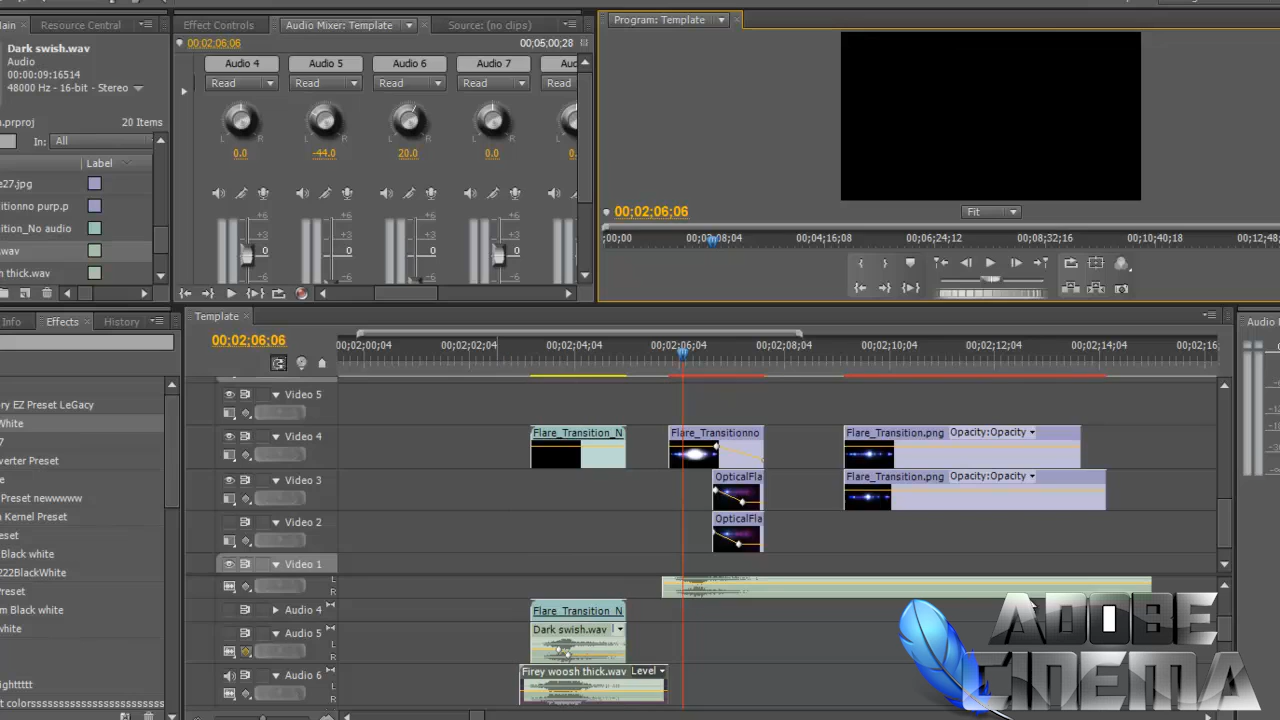 Main
Resource Central
Dark swish.wav
Audio
00:00:09:16514
48000 Hz - 16-bit - Stereo
n.prproj
20 Items
In:
All
Label
e27.jpg
nsitionno purp.p
sition_No audio
.wav
h thick.wav
Effect Controls
Audio Mixer: Template
Source: (no clips)
00;02;06;06
00;05;00;28
Audio 4
Audio 5
Audio 6
Audio 7
Au
Read
Read
Read
Read
Read
L R
L R
L R
L R
L
0.0
-44.0
20.0
0.0
0.
+6
+6
+6
+6
0
0
0
0
-6
-6
-6
-6
Program: Template
00;02;06;06
Fit
;00;00
00;02;08;04
00;04;16;08
00;06;24;12
00;08;32;16
00;10;40;18
00;12;48;
Info
Effects
History
ory EZ Preset LeGacy
White
7
verter Preset
e
Preset newwwww
n Kernel Preset
eset
Black white
222BlackWhite
Preset
m Black white
white
ightttt
t colossssssssssssssssss
Template
00;02;06;06
00;02;00;04
00;02;02;04
00;02;04;04
00;02;06;04
00;02;08;04
00;02;10;04
00;02;12;04
00;02;14;04
00;02;16
Video 5
Video 4
Flare_Transition_N
Flare_Transitionno
Flare_Transition.png Opacity:Opacity
Video 3
OpticalFla
Flare_Transition.png Opacity:Opacity
Video 2
OpticalFla
Video 1
L
R
Audio 4
Flare_Transition_N
Audio 5
L
R
Dark swish.wav
Audio 6
L
R
Firey woosh thick.wav Level
Audio
ADOBE
CINEMA